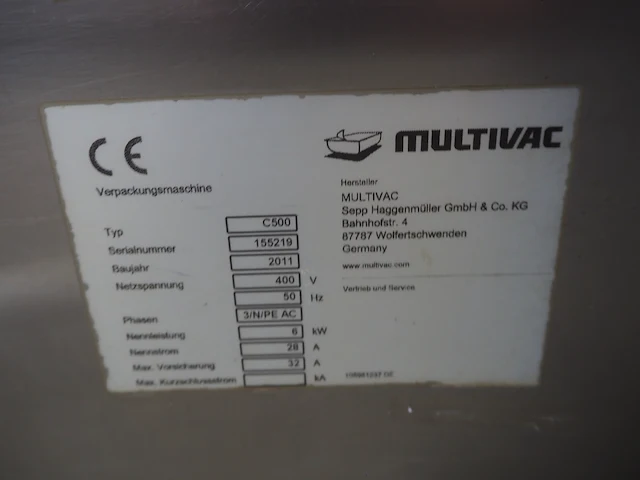 CE
MULTIVAC
Verpackungsmaschine
Typ C500
Serialnummer 155219
Baujahr 2011
Netzspannung 400 V
50 Hz
Phasen 3/N/PE AC
Nennleistung 6 kW
Nennstrom 28 A
Max. Vorsicherung 32 A
Max. Kurzschlusstrom kA
Hersteller
MULTIVAC
Sepp Haggenmüller GmbH & Co. KG
Bahnhofstr. 4
87787 Wolfertschwenden
Germany
www.multivac.com
Vertrieb und Service